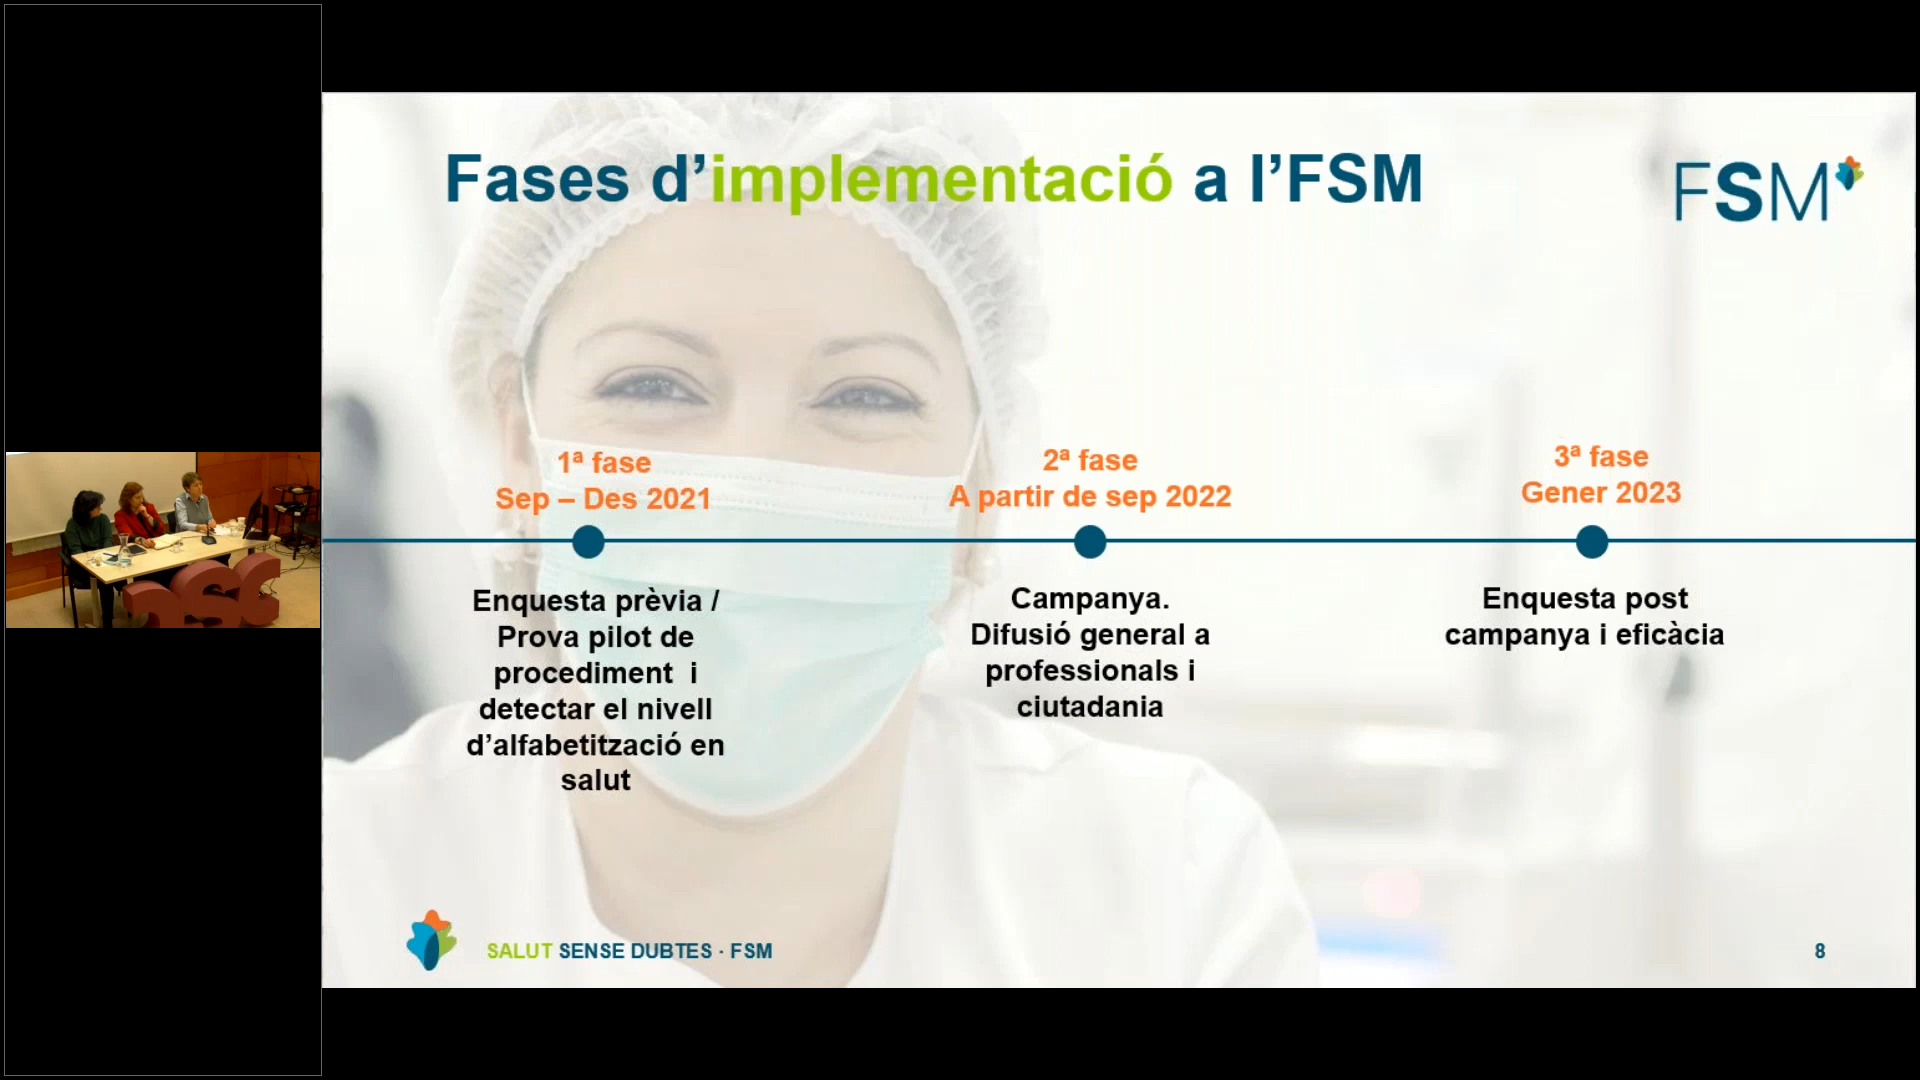 Fases d’implementació a l’FSM
FSM
1ª fase
Sep – Des 2021
Enquesta prèvia /
Prova pilot de
procediment i
detectar el nivell
d’alfabetització en
salut
2ª fase
A partir de sep 2022
Campanya.
Difusió general a
professionals i
ciutadania
3ª fase
Gener 2023
Enquesta post
campanya i eficàcia
SALUT SENSE DUBTES · FSM
8